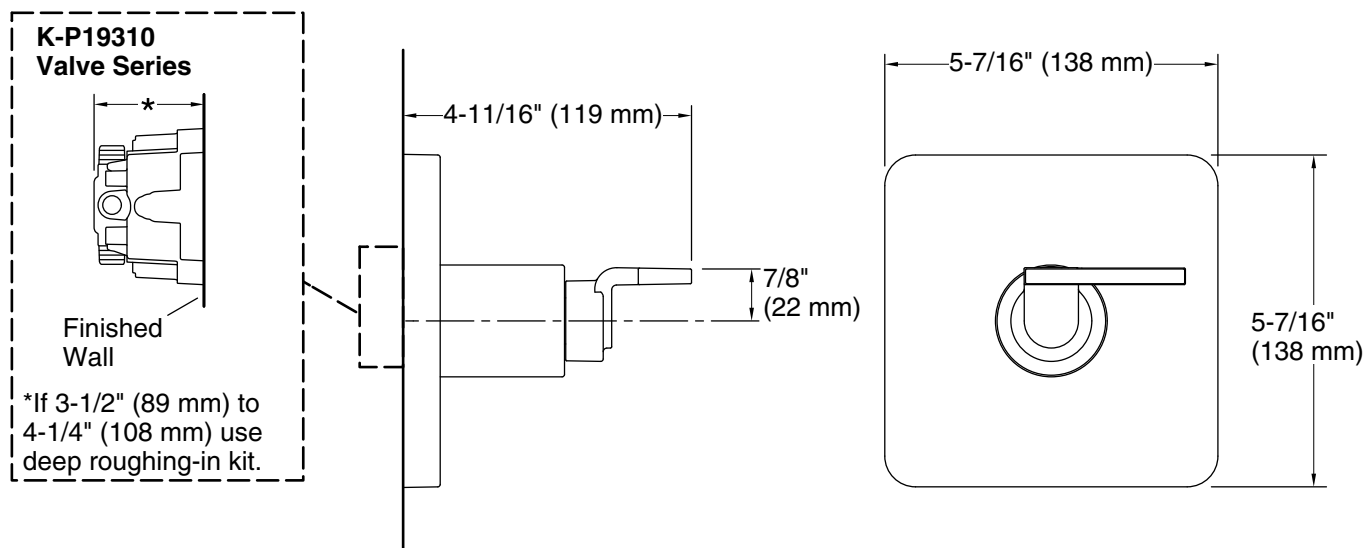 K-P19310
Valve Series
*
Finished
Wall
*If 3-1/2" (89 mm) to
4-1/4" (108 mm) use
deep roughing-in kit.
4-11/16" (119 mm)
7/8"
(22 mm)
5-7/16" (138 mm)
5-7/16"
(138 mm)